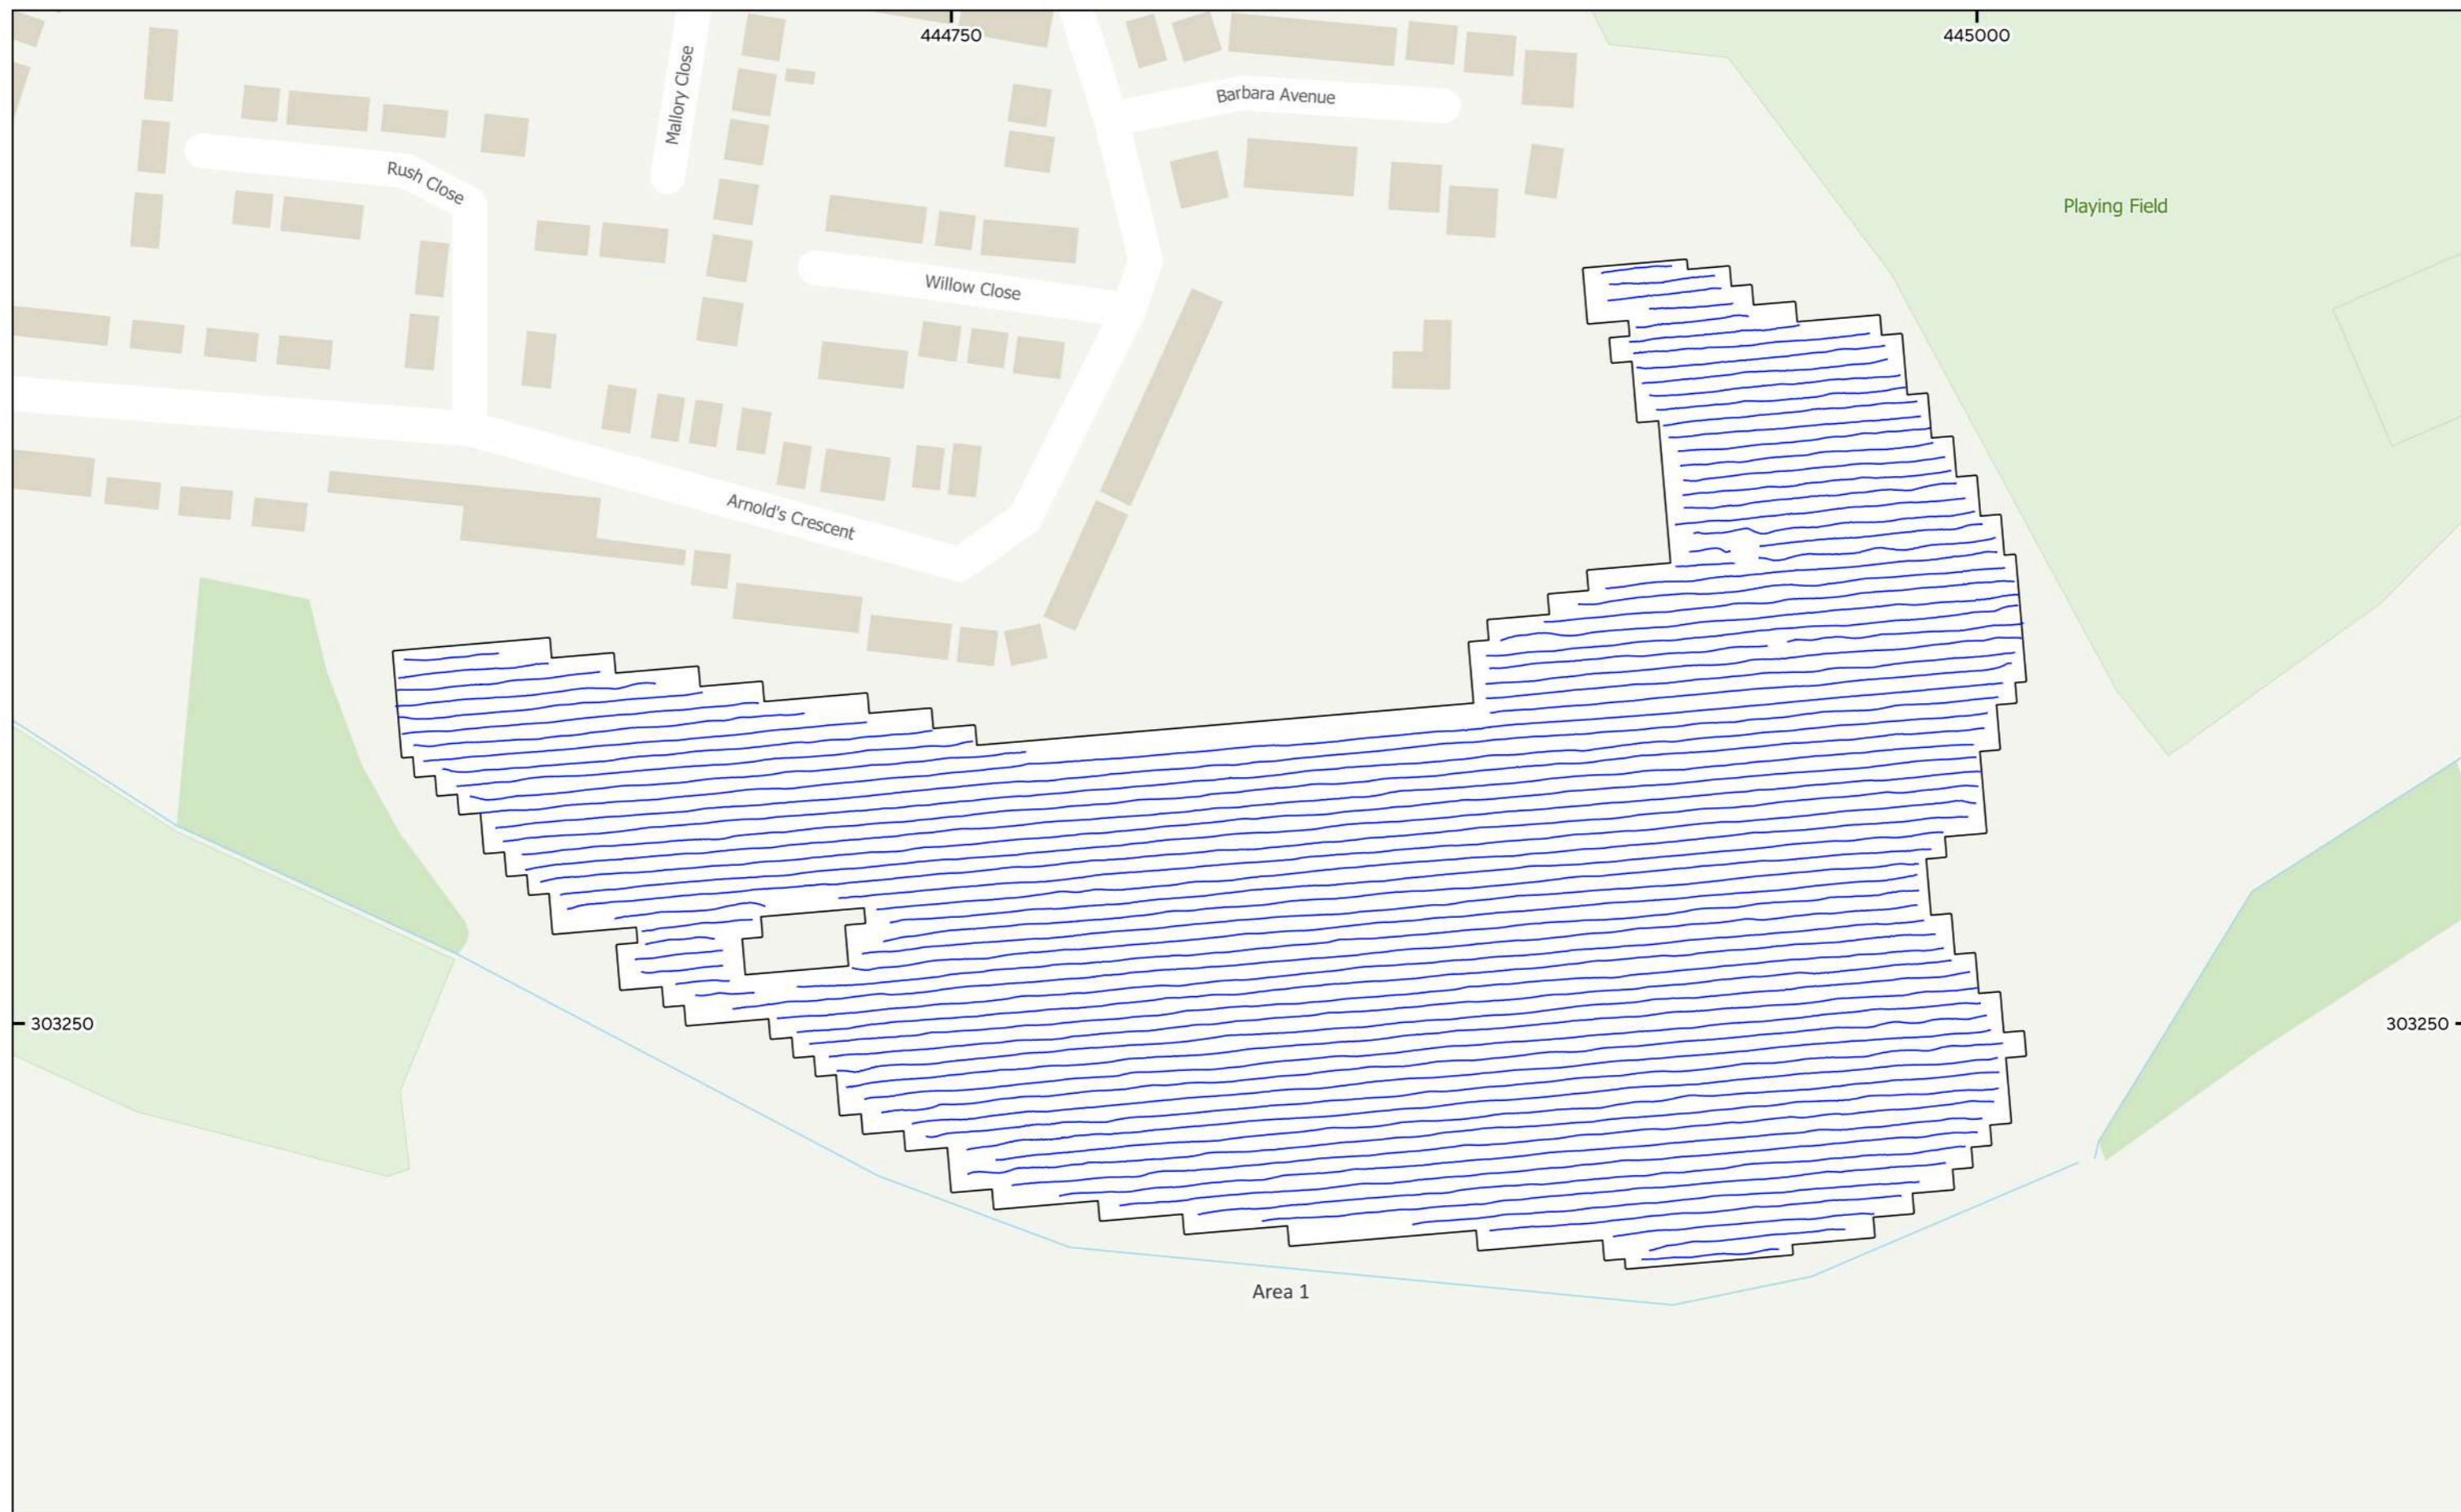 444750
445000
Mallory Close
Barbara Avenue
Rush Close
Playing Field
Willow Close
Arnold's Crescent
303250
303250
Area 1